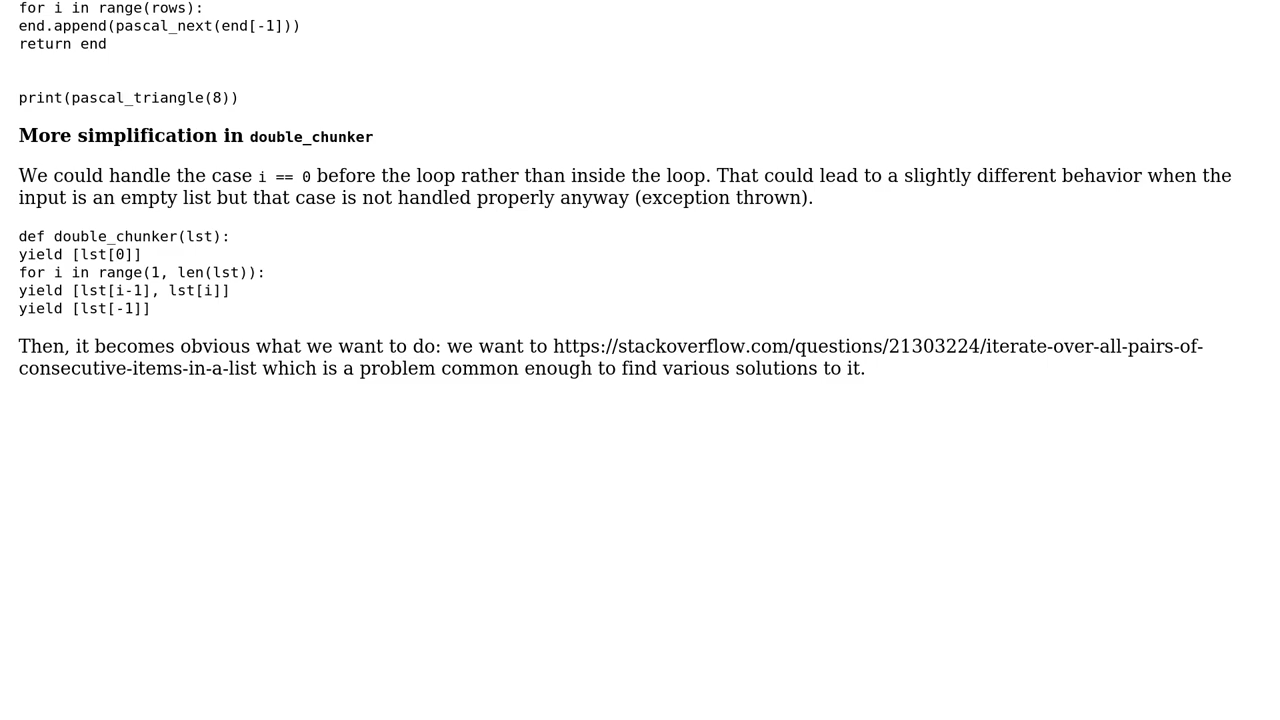 for i in range(rows):
end.append(pascal_next(end[-1]))
return end
print(pascal_triangle(8))
More simplification in double_chunker
We could handle the case i == 0 before the loop rather than inside the loop. That could lead to a slightly different behavior when the
input is an empty list but that case is not handled properly anyway (exception thrown).
def double_chunker(lst):
yield [lst[0]]
for i in range(1, len(lst)):
yield [lst[i-1], lst[i]]
yield [lst[-1]]
Then, it becomes obvious what we want to do: we want to https://stackoverflow.com/questions/21303224/iterate-over-all-pairs-of-
consecutive-items-in-a-list which is a problem common enough to find various solutions to it.